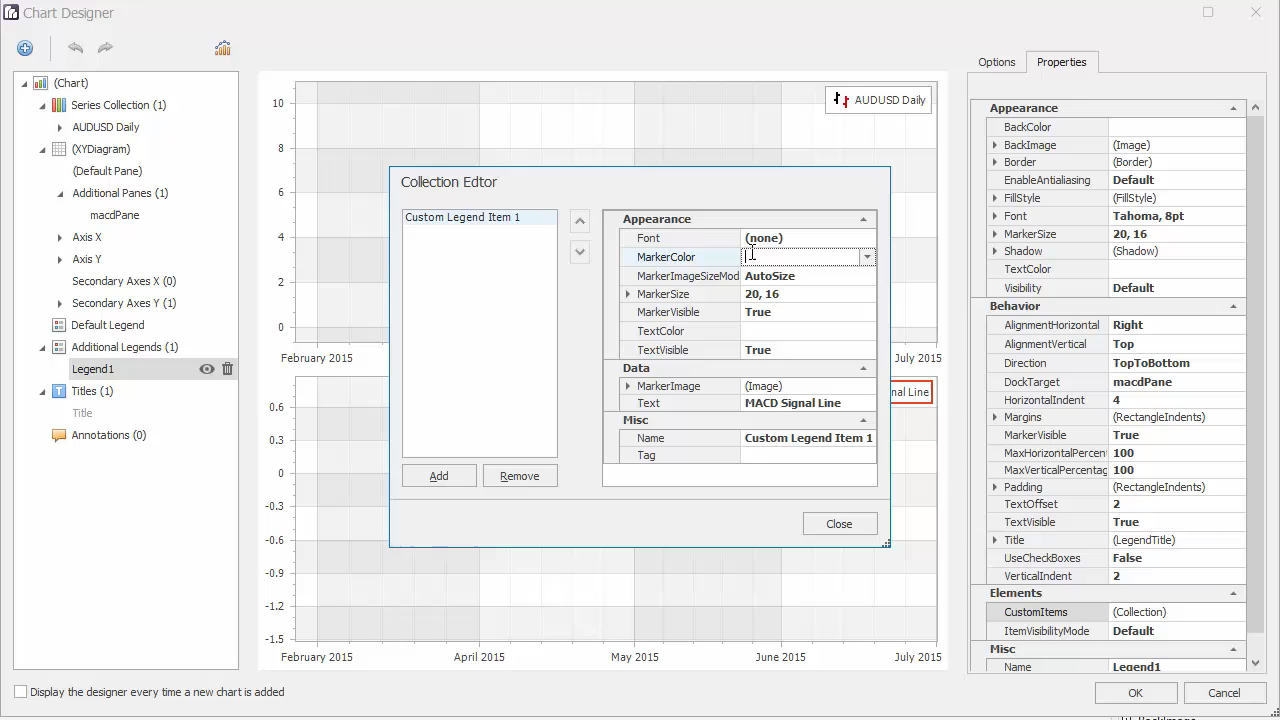 Chart Designer
(Chart)
Series Collection (1)
AUDUSD Daily
(XYDiagram)
(Default Pane)
Additional Panes (1)
macdPane
Axis X
Axis Y
Secondary Axes X (0)
Secondary Axes Y (1)
Default Legend
Additional Legends (1)
Legend1
Titles (1)
Title
Annotations (0)
Display the designer every time a new chart is added
10
8
6
4
2
0
AUDUSD Daily
February 2015
July 2015
0.6
0.3
0
-0.3
-0.6
-0.9
-1.2
-1.5
nal Line
February 2015
April 2015
May 2015
June 2015
July 2015
Collection Edtor
Custom Legend Item 1
Add
Remove
Appearance
Font (none)
MarkerColor
MarkerImageSizeMod AutoSize
MarkerSize 20, 16
MarkerVisible True
TextColor
TextVisible True
Data
MarkerImage (Image)
Text MACD Signal Line
Misc
Name Custom Legend Item 1
Tag
Close
Options
Properties
Appearance
BackColor
BackImage (Image)
Border (Border)
EnableAntialiasing Default
FillStyle (FillStyle)
Font Tahoma, 8pt
MarkerSize 20, 16
Shadow (Shadow)
TextColor
Visibility Default
Behavior
AlignmentHorizontal Right
AlignmentVertical Top
Direction TopToBottom
DockTarget macdPane
HorizontalIndent 4
Margins (RectangleIndents)
MarkerVisible True
MaxHorizontalPercen 100
MaxVerticalPercentag 100
Padding (RectangleIndents)
TextOffset 2
TextVisible True
Title (LegendTitle)
UseCheckBoxes False
VerticalIndent 2
Elements
CustomItems (Collection)
ItemVisibilityMode Default
Misc
Name Legend1
OK
Cancel